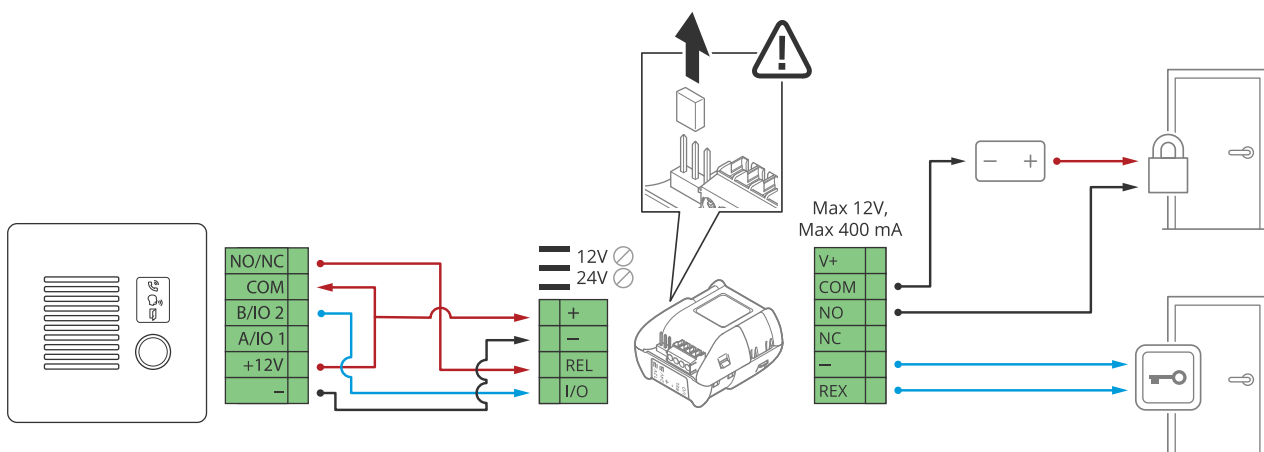 NO/NC
COM
B/IO 2
A/IO 1
+12V
–
12V
24V
+
–
REL
I/O
Max 12V,
Max 400 mA
V+
COM
NO
NC
–
REX
– +